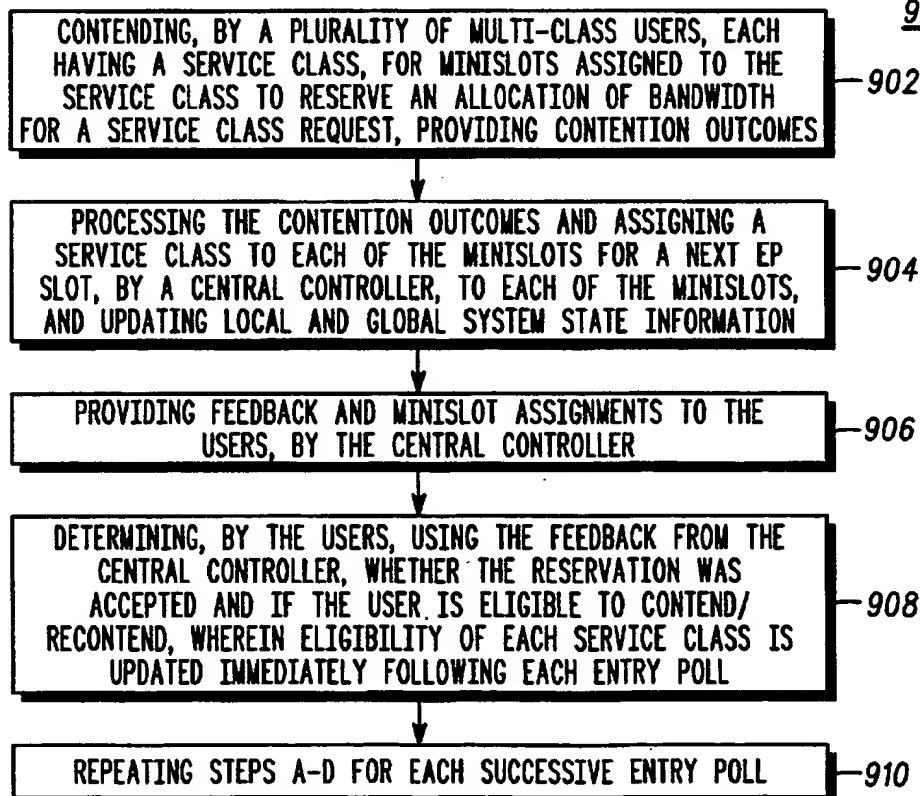 9
CONTENDING, BY A PLURALITY OF MULTI-CLASS USERS, EACH
HAVING A SERVICE CLASS, FOR MINISLOTS ASSIGNED TO THE
SERVICE CLASS TO RESERVE AN ALLOCATION OF BANDWIDTH
FOR A SERVICE CLASS REQUEST, PROVIDING CONTENTION OUTCOMES
902
PROCESSING THE CONTENTION OUTCOMES AND ASSIGNING A
SERVICE CLASS TO EACH OF THE MINISLOTS FOR A NEXT EP
SLOT, BY A CENTRAL CONTROLLER, TO EACH OF THE MINISLOTS,
AND UPDATING LOCAL AND GLOBAL SYSTEM STATE INFORMATION
904
PROVIDING FEEDBACK AND MINISLOT ASSIGNMENTS TO THE
USERS, BY THE CENTRAL CONTROLLER
906
DETERMINING, BY THE USERS, USING THE FEEDBACK FROM THE
CENTRAL CONTROLLER, WHETHER THE RESERVATION WAS
ACCEPTED AND IF THE USER IS ELIGIBLE TO CONTEND/
RECONTEND, WHEREIN ELIGIBILITY OF EACH SERVICE CLASS IS
UPDATED IMMEDIATELY FOLLOWING EACH ENTRY POLL
908
REPEATING STEPS A-D FOR EACH SUCCESSIVE ENTRY POLL
910